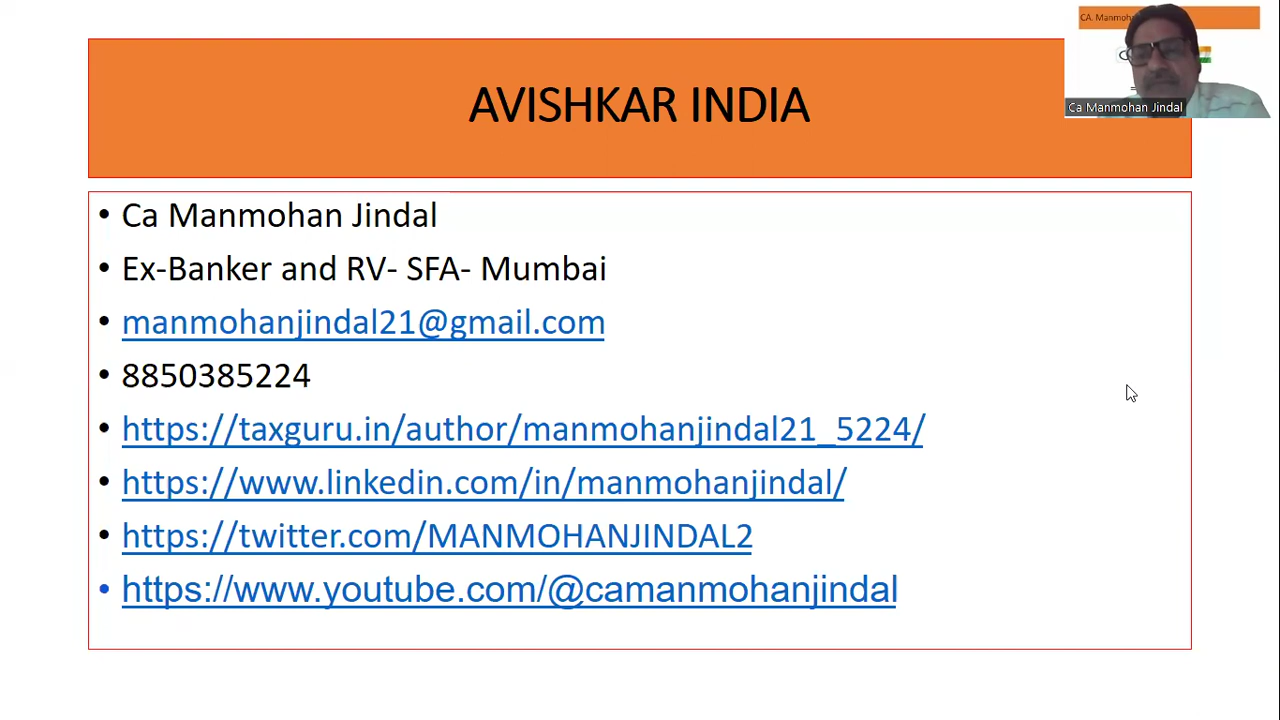 CA. Manmoh
AVISHKAR INDIA
Ca Manmohan Jindal
• Ca Manmohan Jindal
• Ex-Banker and RV- SFA- Mumbai
• manmohanjindal21@gmail.com
• 8850385224
• https://taxguru.in/author/manmohanjindal21_5224/
• https://www.linkedin.com/in/manmohanjindal/
• https://twitter.com/MANMOHANJINDAL2
• https://www.youtube.com/@camanmohanjindal